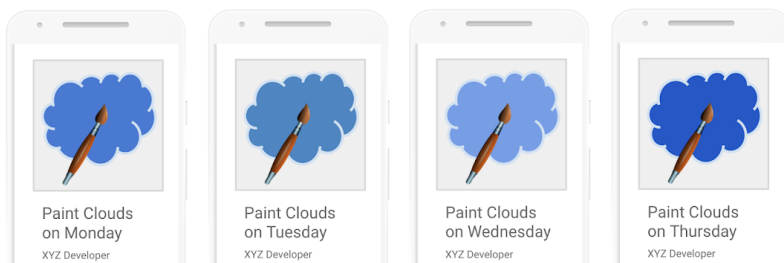 Paint Clouds
on Monday
XYZ Developer
Paint Clouds
on Tuesday
XYZ Developer
Paint Clouds
on Wednesday
XYZ Developer
Paint Clouds
on Thursday
XYZ Developer